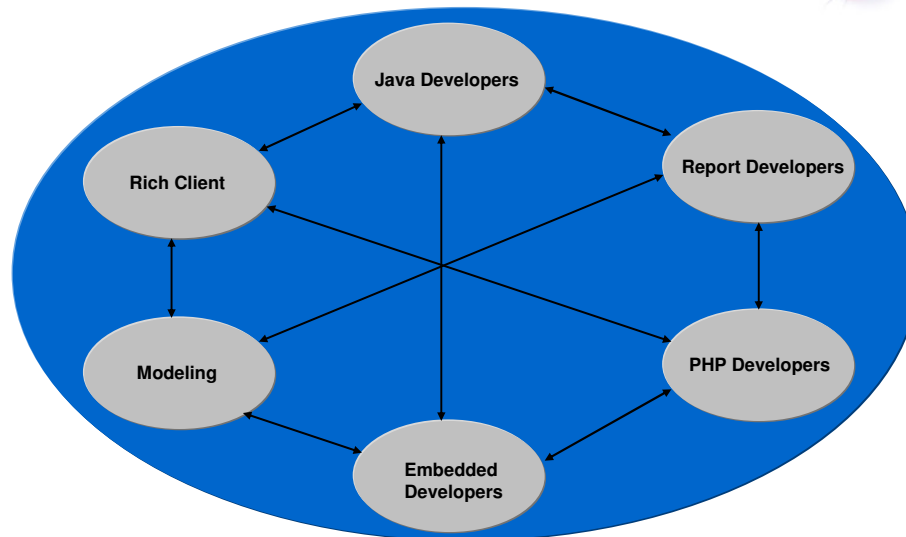 Java Developers
Rich Client
Report Developers
Modeling
PHP Developers
Embedded
Developers